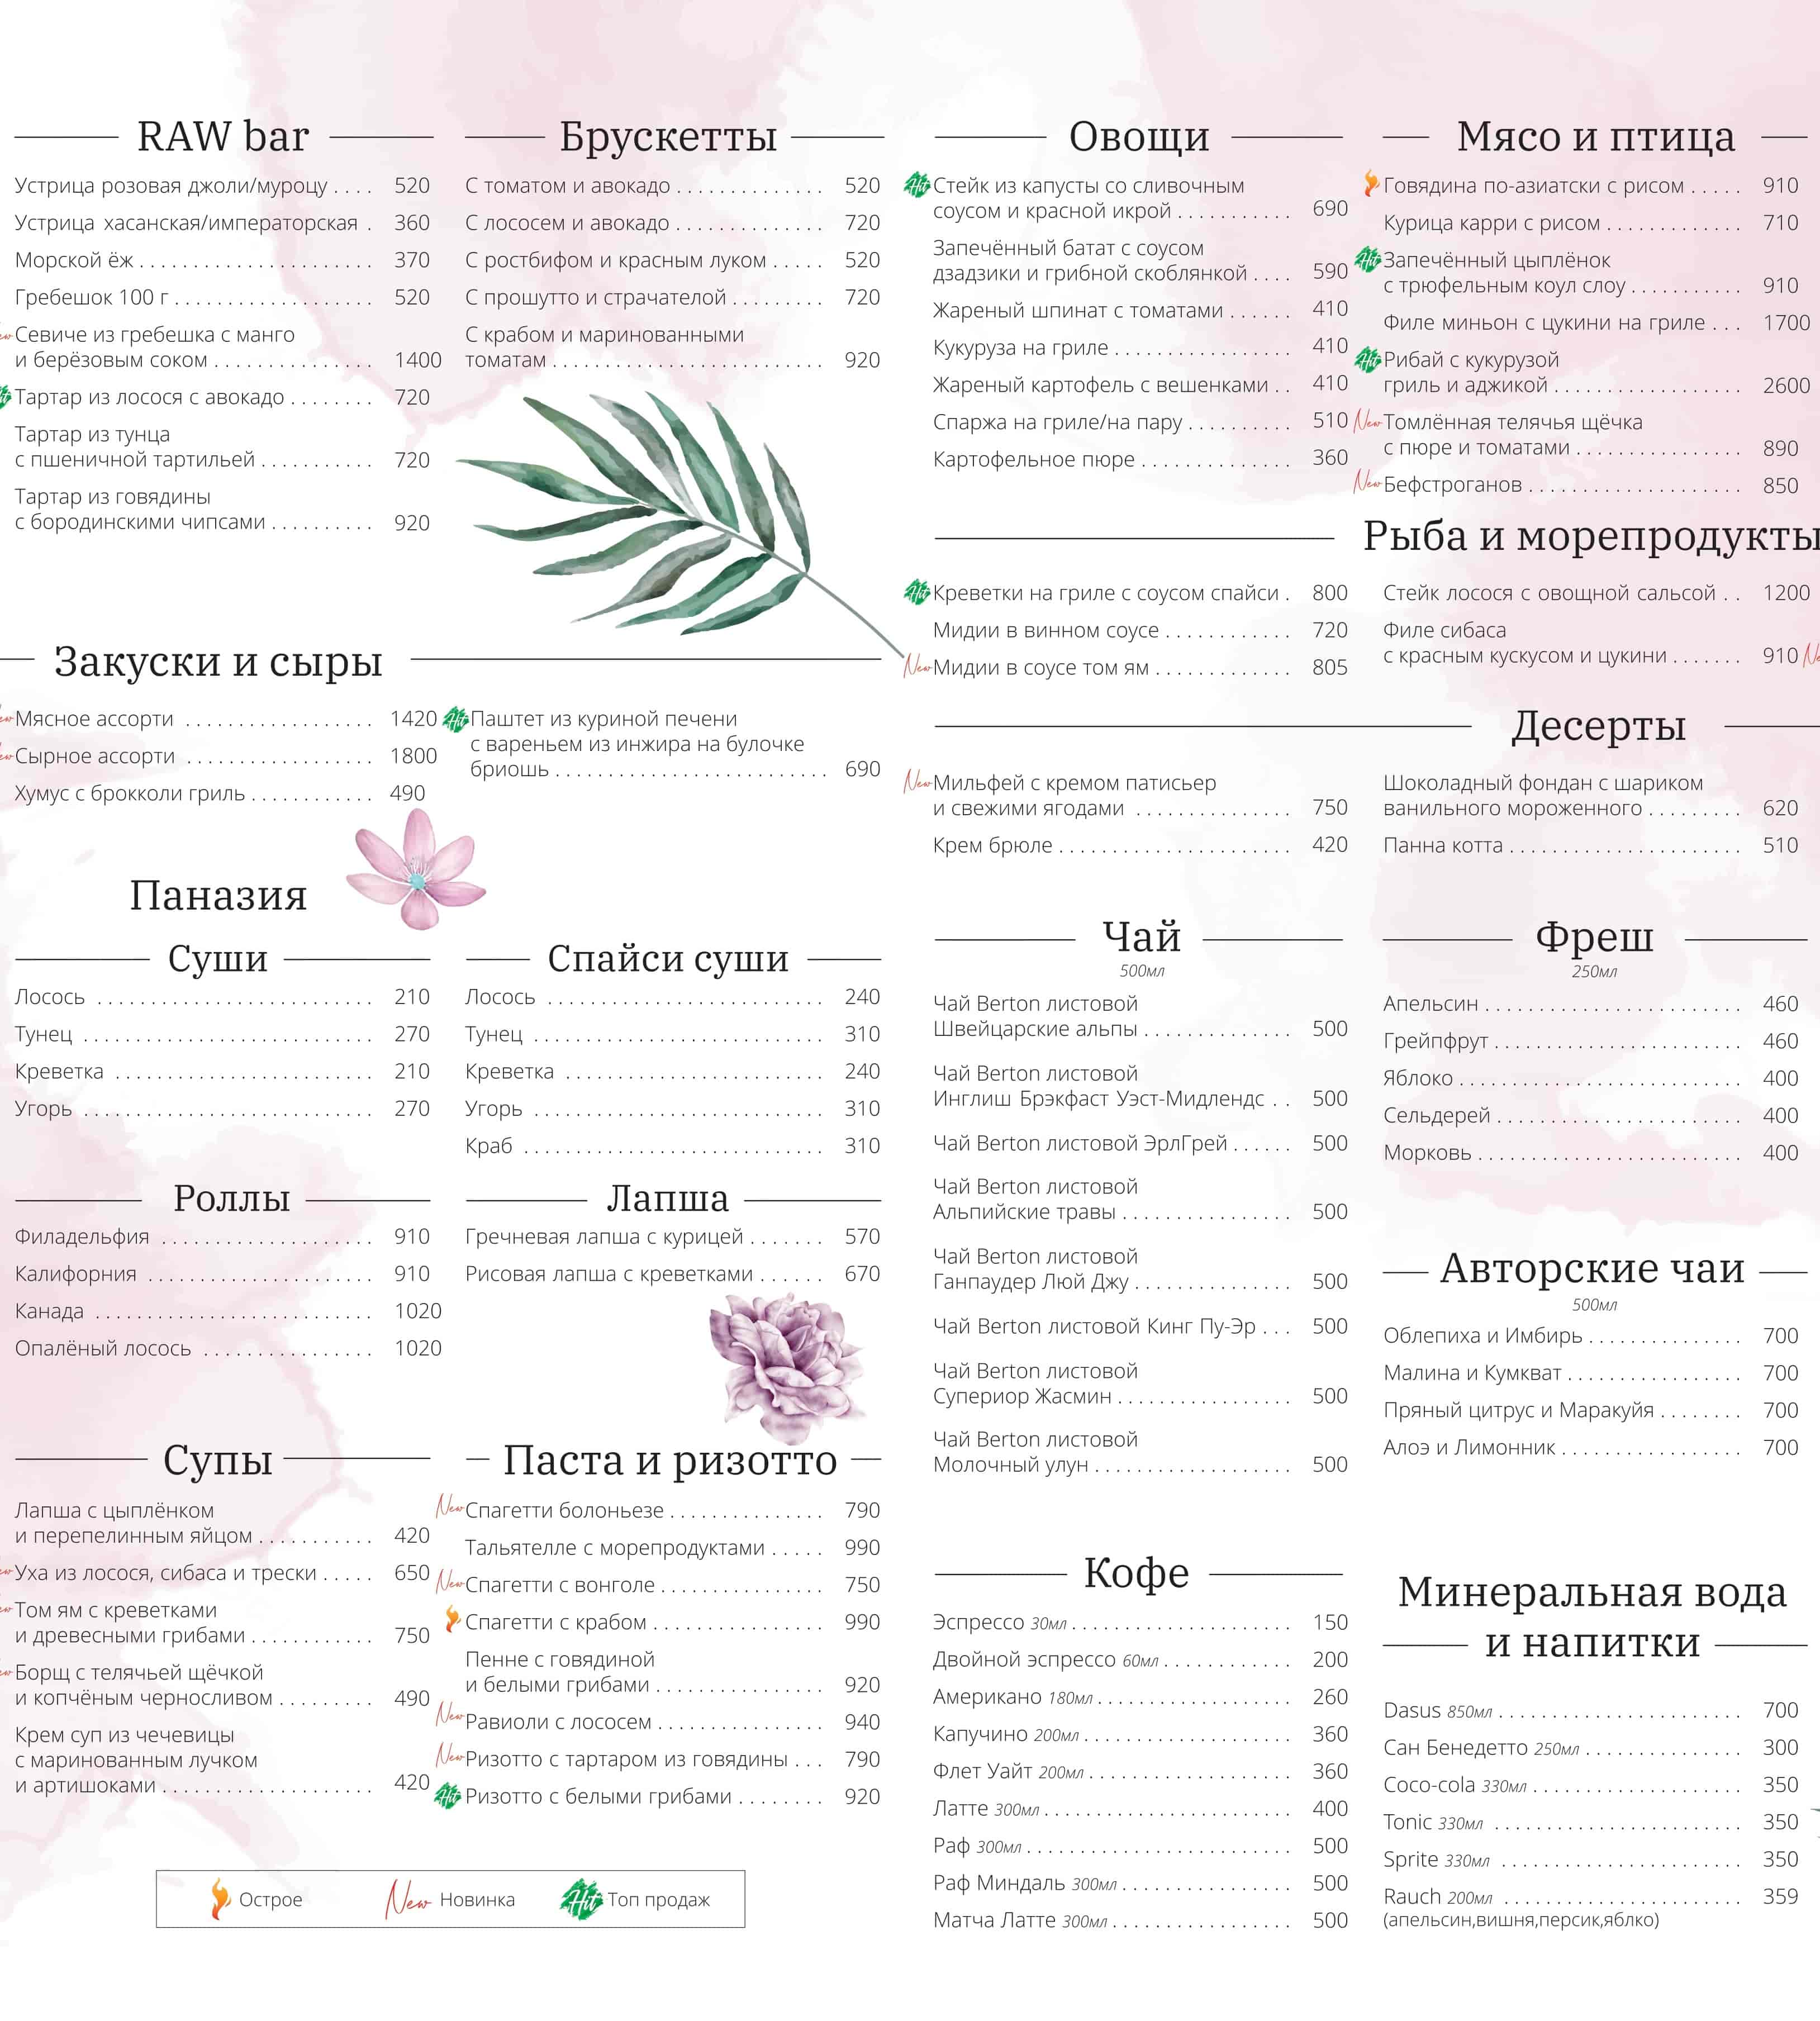 RAW bar
Устрица розовая джоли/муроцу . . . . 520
Устрица хасанская/императорская . 360
Морской ёж . . . . . . . . . . . . . . . . . . . . . . 370
Гребешок 100 г . . . . . . . . . . . . . . . . . . . 520
New Севиче из гребешка с манго
и берёзовым соком . . . . . . . . . . . . . . . 1400
Hit Тартар из лосося с авокадо . . . . . . . . 720
Тартар из тунца
с пшеничной тартильей . . . . . . . . . . . 720
Тартар из говядины
с бородинскими чипсами . . . . . . . . . . 920
Брускетты
С томатом и авокадо . . . . . . . . . . . . . . 520
С лососем и авокадо . . . . . . . . . . . . . . 720
С ростбифом и красным луком . . . . . 520
С прошутто и страчателой . . . . . . . . . 720
С крабом и маринованными
томатам . . . . . . . . . . . . . . . . . . . . . . . . . . 920
Закуски и сыры
New Мясное ассорти . . . . . . . . . . . . . . . . . . 1420
New Сырное ассорти . . . . . . . . . . . . . . . . . . 1800
Хумус с брокколи гриль . . . . . . . . . . . . 490
Hit Паштет из куриной печени
с вареньем из инжира на булочке
бриошь . . . . . . . . . . . . . . . . . . . . . . . . . . 690
Паназия
Суши
Лосось . . . . . . . . . . . . . . . . . . . . . . . . . . 210
Тунец . . . . . . . . . . . . . . . . . . . . . . . . . . . 270
Креветка . . . . . . . . . . . . . . . . . . . . . . . . 210
Угорь . . . . . . . . . . . . . . . . . . . . . . . . . . . 270
Спайси суши
Лосось . . . . . . . . . . . . . . . . . . . . . . . . . . 240
Тунец . . . . . . . . . . . . . . . . . . . . . . . . . . . 310
Креветка . . . . . . . . . . . . . . . . . . . . . . . . 240
Угорь . . . . . . . . . . . . . . . . . . . . . . . . . . . 310
Краб . . . . . . . . . . . . . . . . . . . . . . . . . . . . 310
Роллы
Филадельфия . . . . . . . . . . . . . . . . . . . . 910
Калифорния . . . . . . . . . . . . . . . . . . . . . 910
Канада . . . . . . . . . . . . . . . . . . . . . . . . . . 1020
Опалёный лосось . . . . . . . . . . . . . . . . 1020
Лапша
Гречневая лапша с курицей . . . . . . . 570
Рисовая лапша с креветками . . . . . . 670
Супы
Лапша с цыплёнком
и перепелинным яйцом . . . . . . . . . . . 420
New Уха из лосося, сибаса и трески . . . . . 650
New Том ям с креветками
и древесными грибами . . . . . . . . . . . . 750
New Борщ с телячьей щёчкой
и копчёным черносливом . . . . . . . . . 490
Крем суп из чечевицы
с маринованным лучком
и артишоками . . . . . . . . . . . . . . . . . . . . 420
Паста и ризотто
New Спагетти болоньезе . . . . . . . . . . . . . . . 790
Тальятелле с морепродуктами . . . . . 990
New Спагетти с вонголе . . . . . . . . . . . . . . . . 750
Спагетти с крабом . . . . . . . . . . . . . . . . . 990
Пенне с говядиной
и белыми грибами . . . . . . . . . . . . . . . . 920
New Равиоли с лососем . . . . . . . . . . . . . . . . 940
New Ризотто с тартаром из говядины . . . 790
Hit Ризотто с белыми грибами . . . . . . . . 920
Острое New Новинка Hit Топ продаж
Овощи
Hit Стейк из капусты со сливочным
соусом и красной икрой . . . . . . . . . . . 690
Запечённый батат с соусом
дзадзики и грибной скоблянкой . . . . 590
Жареный шпинат с томатами . . . . . . 410
Кукуруза на гриле . . . . . . . . . . . . . . . . . 410
Жареный картофель с вешенками . . 410
Спаржа на гриле/на пару . . . . . . . . . . 510
Картофельное пюре . . . . . . . . . . . . . . 360
Мясо и птица
Говядина по-азиатски с рисом . . . . . 910
Курица карри с рисом . . . . . . . . . . . . . 710
Hit Запечённый цыплёнок
с трюфельным коул слоу . . . . . . . . . . . 910
Филе миньон с цукини на гриле . . . 1700
Hit Рибай с кукурузой
гриль и аджикой . . . . . . . . . . . . . . . . . . 2600
New Томлённая телячья щёчка
с пюре и томатами . . . . . . . . . . . . . . . . 890
New Бефстроганов . . . . . . . . . . . . . . . . . . . . 850
Рыба и морепродукты
Hit Креветки на гриле с соусом спайси . 800
Мидии в винном соусе . . . . . . . . . . . . 720
New Мидии в соусе том ям . . . . . . . . . . . . . 805
Стейк лосося с овощной сальсой . . 1200
Филе сибаса
с красным кускусом и цукини . . . . . . . 910
Десерты
New Мильфей с кремом патисьер
и свежими ягодами . . . . . . . . . . . . . . . 750
Крем брюле . . . . . . . . . . . . . . . . . . . . . . 420
Шоколадный фондан с шариком
ванильного мороженного . . . . . . . . . 620
Панна котта . . . . . . . . . . . . . . . . . . . . . . 510
Чай
500мл
Чай Berton листовой
Швейцарские альпы . . . . . . . . . . . . . . 500
Чай Berton листовой
Инглиш Брэкфаст Уэст-Мидлендс . . 500
Чай Berton листовой ЭрлГрей . . . . . . 500
Чай Berton листовой
Альпийские травы . . . . . . . . . . . . . . . . 500
Чай Berton листовой
Ганпаудер Люй Джу . . . . . . . . . . . . . . . 500
Чай Berton листовой Кинг Пу-Эр . . . 500
Чай Berton листовой
Супериор Жасмин . . . . . . . . . . . . . . . . . 500
Чай Berton листовой
Молочный улун . . . . . . . . . . . . . . . . . . . 500
Фреш
250мл
Апельсин . . . . . . . . . . . . . . . . . . . . . . . . 460
Грейпфрут . . . . . . . . . . . . . . . . . . . . . . . 460
Яблоко . . . . . . . . . . . . . . . . . . . . . . . . . . 400
Сельдерей . . . . . . . . . . . . . . . . . . . . . . . 400
Морковь . . . . . . . . . . . . . . . . . . . . . . . . . 400
Авторские чаи
500мл
Облепиха и Имбирь . . . . . . . . . . . . . . . 700
Малина и Кумкват . . . . . . . . . . . . . . . . . 700
Пряный цитрус и Маракуйя . . . . . . . . 700
Алоэ и Лимонник . . . . . . . . . . . . . . . . . 700
Кофе
Эспрессо 30мл . . . . . . . . . . . . . . . . . . . . . 150
Двойной эспрессо 60мл . . . . . . . . . . . . 200
Американо 180мл . . . . . . . . . . . . . . . . . . . 260
Капучино 200мл . . . . . . . . . . . . . . . . . . . . 360
Флет Уайт 200мл . . . . . . . . . . . . . . . . . . . 360
Латте 300мл . . . . . . . . . . . . . . . . . . . . . . . 400
Раф 300мл . . . . . . . . . . . . . . . . . . . . . . . . . 500
Раф Миндаль 300мл . . . . . . . . . . . . . . . . 500
Матча Латте 300мл . . . . . . . . . . . . . . . . . 500
Минеральная вода
и напитки
Dasus 850мл . . . . . . . . . . . . . . . . . . . . . . . 700
Сан Бенедетто 250мл . . . . . . . . . . . . . . . 300
Coco-cola 330мл . . . . . . . . . . . . . . . . . . . . 350
Tonic 330мл . . . . . . . . . . . . . . . . . . . . . . . 350
Sprite 330мл . . . . . . . . . . . . . . . . . . . . . . . 350
Rauch 200мл . . . . . . . . . . . . . . . . . . . . . . 359
(апельсин,вишня,персик,яблко)